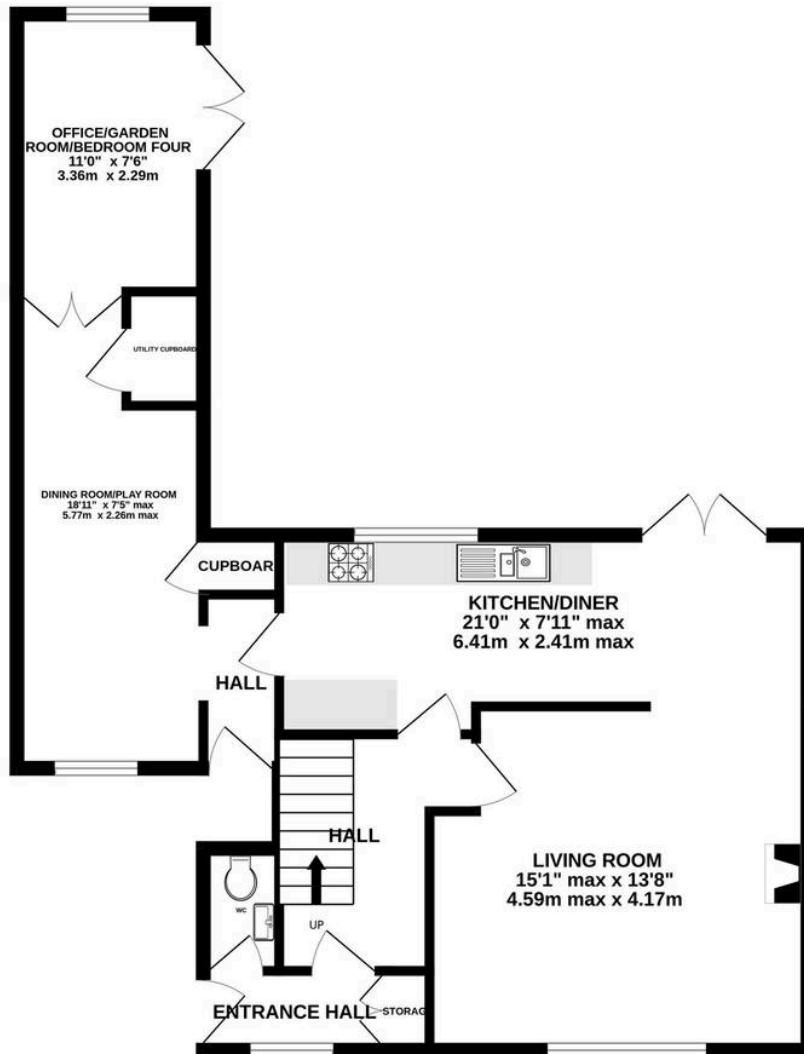 OFFICE/GARDEN
ROOM/BEDROOM FOUR
11'0" x 7'6"
3.36m x 2.29m
UTILITY CUPBOARD
DINING ROOM/PLAY ROOM
18'11" x 7'5" max
5.77m x 2.26m max
CUPBOAR
KITCHEN/DINER
21'0" x 7'11" max
6.41m x 2.41m max
HALL
HALL
LIVING ROOM
15'1" max x 13'8"
4.59m max x 4.17m
WC
UP
ENTRANCE HALL
STORAG